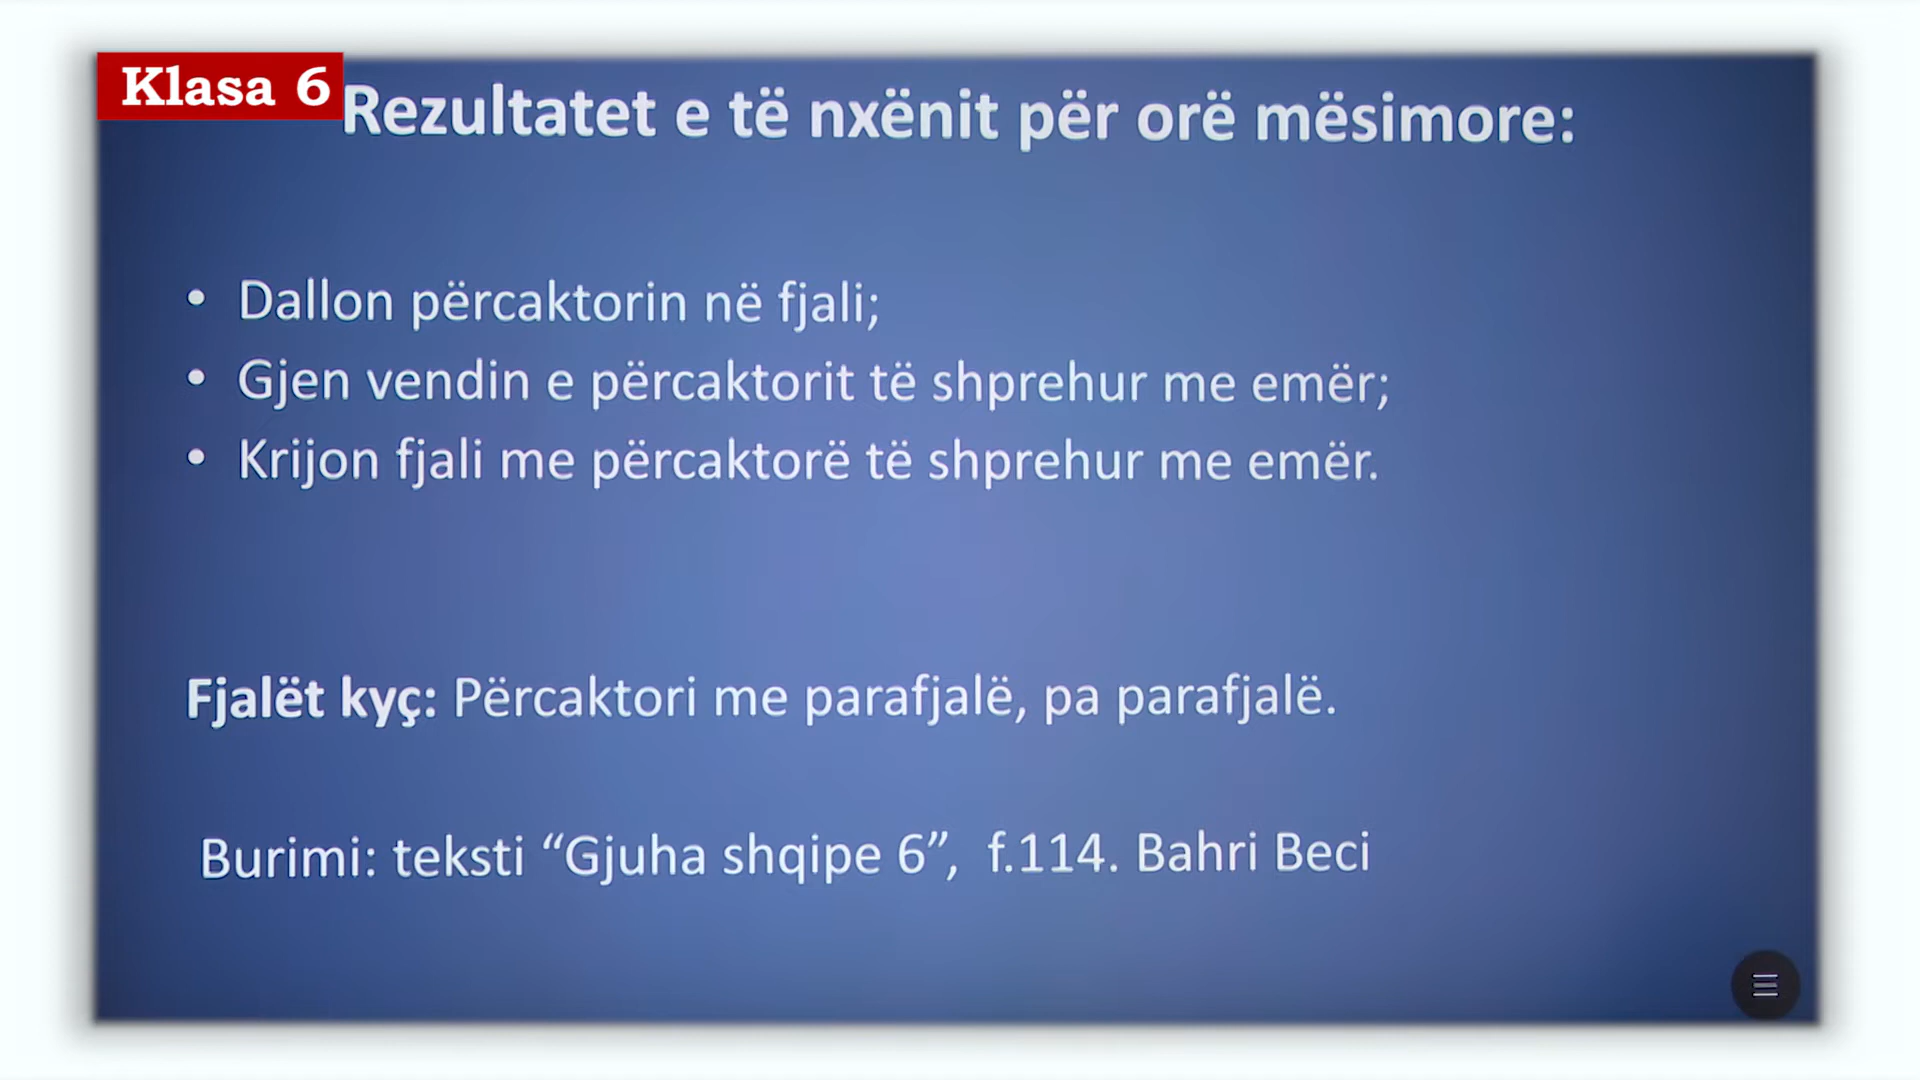 Klasa 6
Rezultatet e të nxënit për orë mësimore:
• Dallon përcaktorin në fjali;
• Gjen vendin e përcaktorit të shprehur me emër;
• Krijon fjali me përcaktorë të shprehur me emër.
Fjalët kyç: Përcaktori me parafjalë, pa parafjalë.
Burimi: teksti “Gjuha shqipe 6”, f.114. Bahri Beci